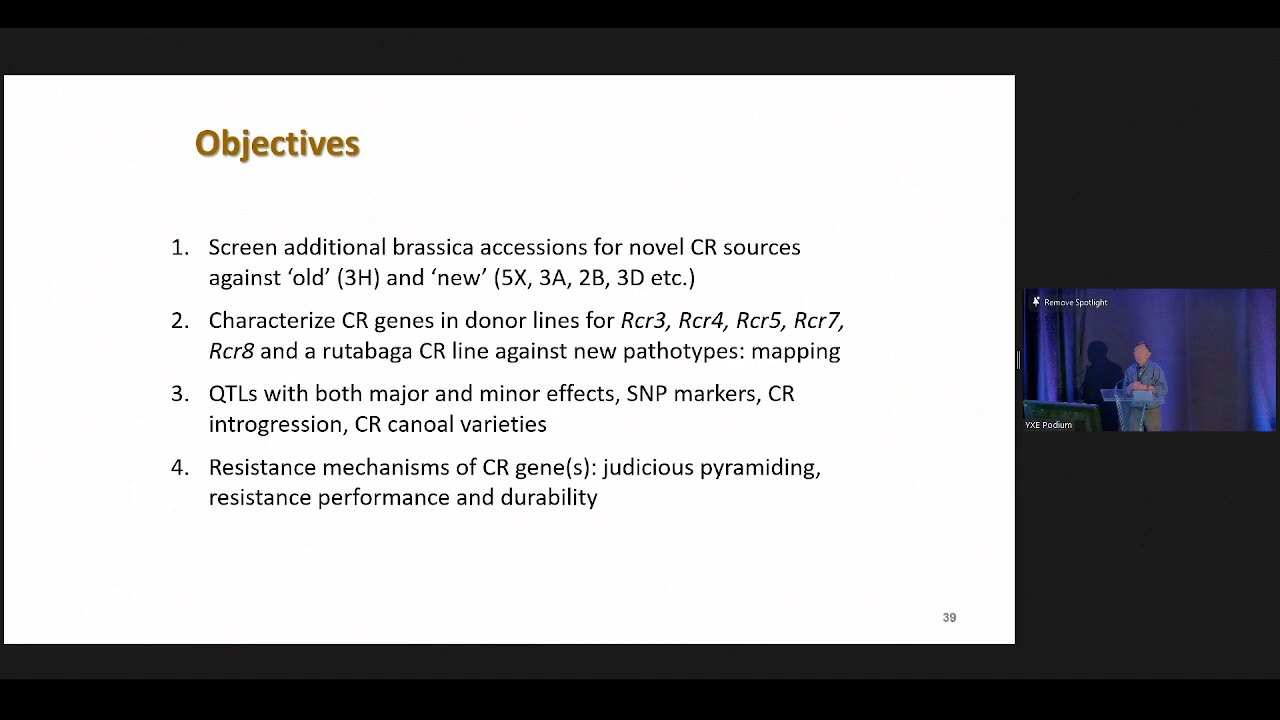 Objectives
1. Screen additional brassica accessions for novel CR sources
against ‘old’ (3H) and ‘new’ (5X, 3A, 2B, 3D etc.)
2. Characterize CR genes in donor lines for Rcr3, Rcr4, Rcr5, Rcr7,
Rcr8 and a rutabaga CR line against new pathotypes: mapping
3. QTLs with both major and minor effects, SNP markers, CR
introgression, CR canoal varieties
4. Resistance mechanisms of CR gene(s): judicious pyramiding,
resistance performance and durability
39
Remove Spotlight
YXE Podium